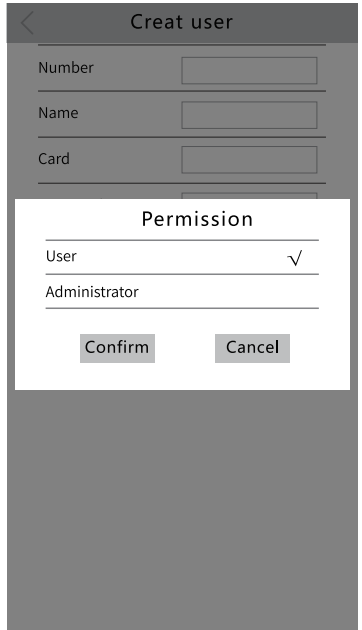 Creat user
Number
Name
Card
Permission
User √
Administrator
Confirm Cancel